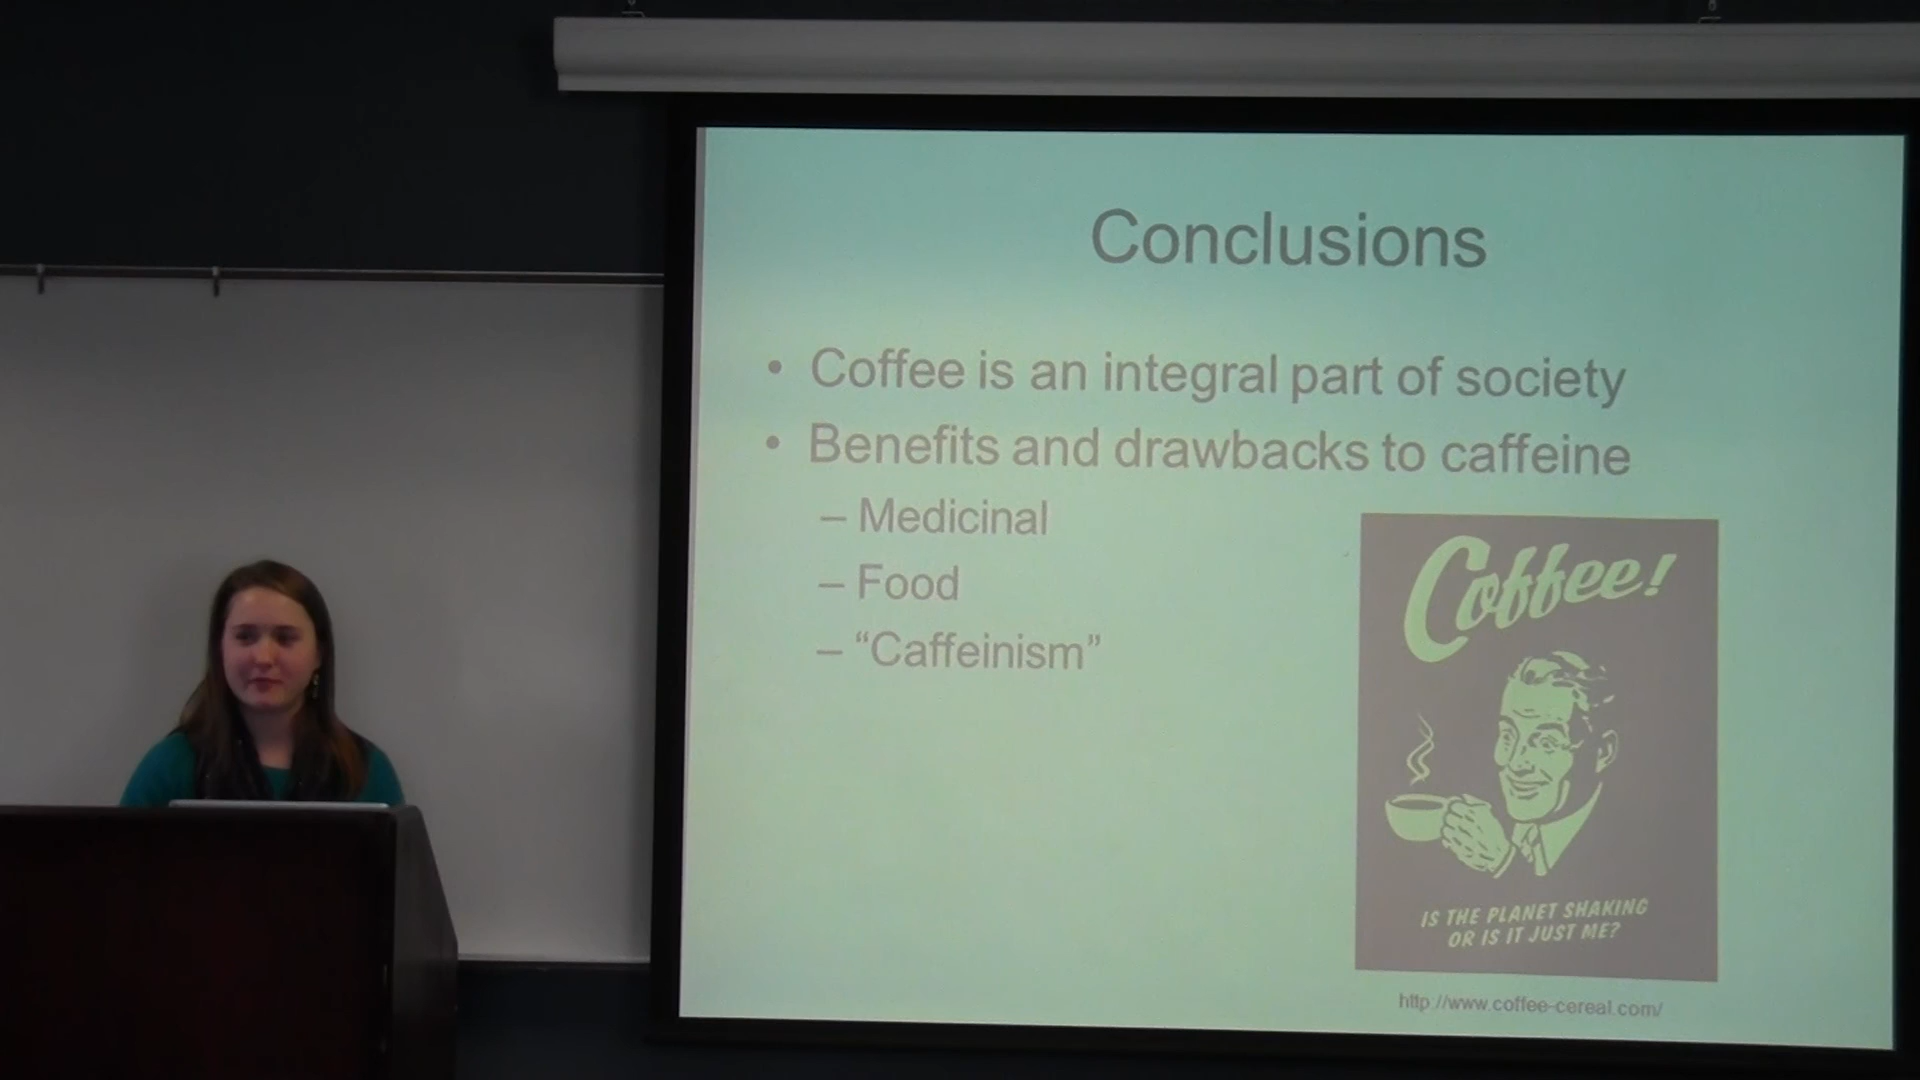 Conclusions
• Coffee is an integral part of society
• Benefits and drawbacks to caffeine
– Medicinal
– Food
– “Caffeinism”
Coffee!
IS THE PLANET SHAKING
OR IS IT JUST ME?
http://www.coffee-cereal.com/